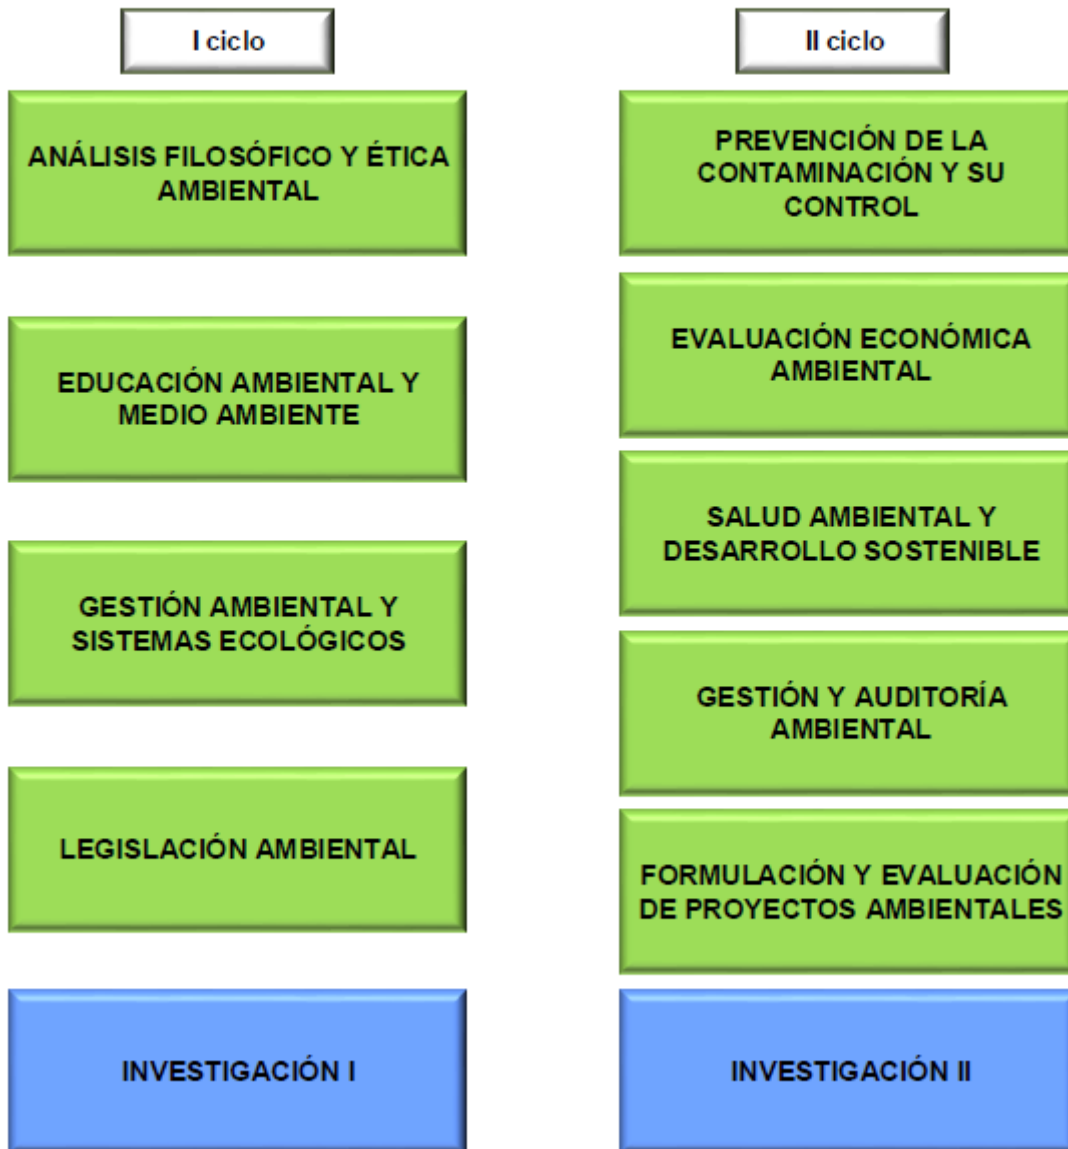 I ciclo
ANÁLISIS FILOSÓFICO Y ÉTICA
AMBIENTAL
EDUCACIÓN AMBIENTAL Y
MEDIO AMBIENTE
GESTIÓN AMBIENTAL Y
SISTEMAS ECOLÓGICOS
LEGISLACIÓN AMBIENTAL
INVESTIGACIÓN I
II ciclo
PREVENCIÓN DE LA
CONTAMINACIÓN Y SU
CONTROL
EVALUACIÓN ECONÓMICA
AMBIENTAL
SALUD AMBIENTAL Y
DESARROLLO SOSTENIBLE
GESTIÓN Y AUDITORÍA
AMBIENTAL
FORMULACIÓN Y EVALUACIÓN
DE PROYECTOS AMBIENTALES
INVESTIGACIÓN II